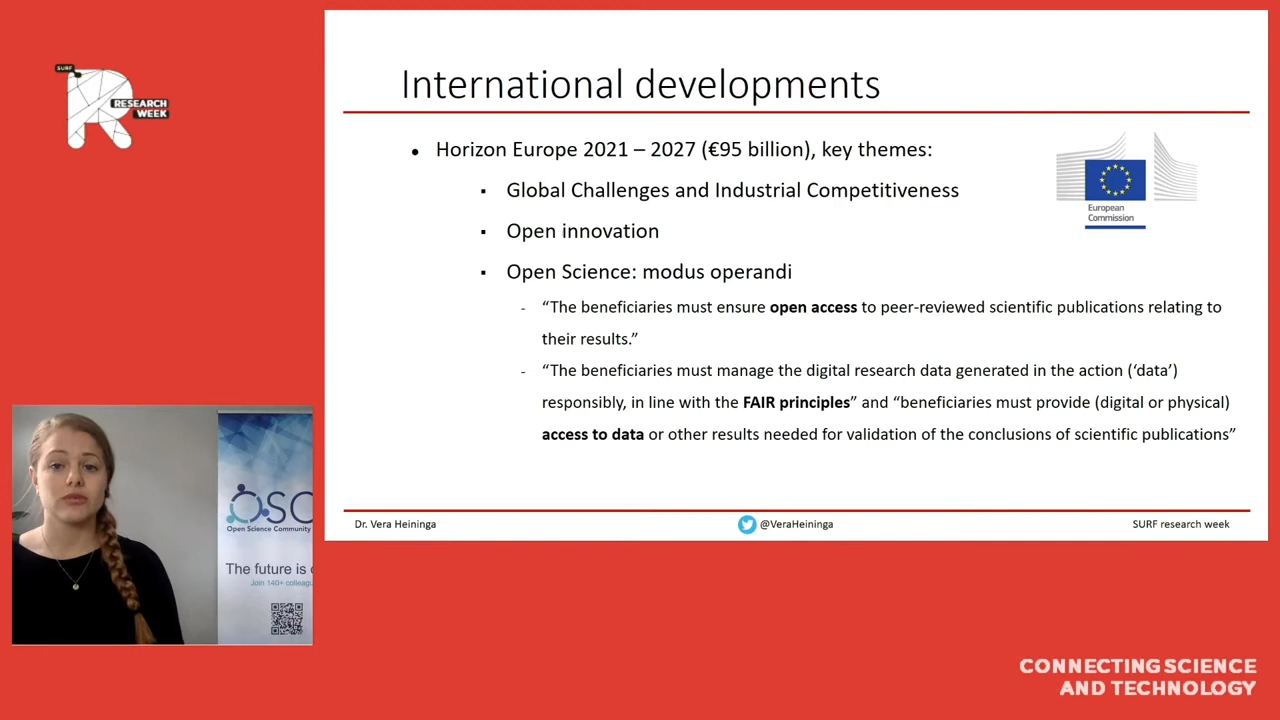 SURF
RESEARCH
WEEK
International developments
• Horizon Europe 2021 – 2027 (€95 billion), key themes:
▪ Global Challenges and Industrial Competitiveness
▪ Open innovation
▪ Open Science: modus operandi
- “The beneficiaries must ensure open access to peer-reviewed scientific publications relating to
their results.”
- “The beneficiaries must manage the digital research data generated in the action (‘data’)
responsibly, in line with the FAIR principles” and “beneficiaries must provide (digital or physical)
access to data or other results needed for validation of the conclusions of scientific publications”
European
Commission
Dr. Vera Heininga
@VeraHeininga
SURF research week
OSC
Open Science Community
The future is
Join 140+
CONNECTING SCIENCE
AND TECHNOLOGY